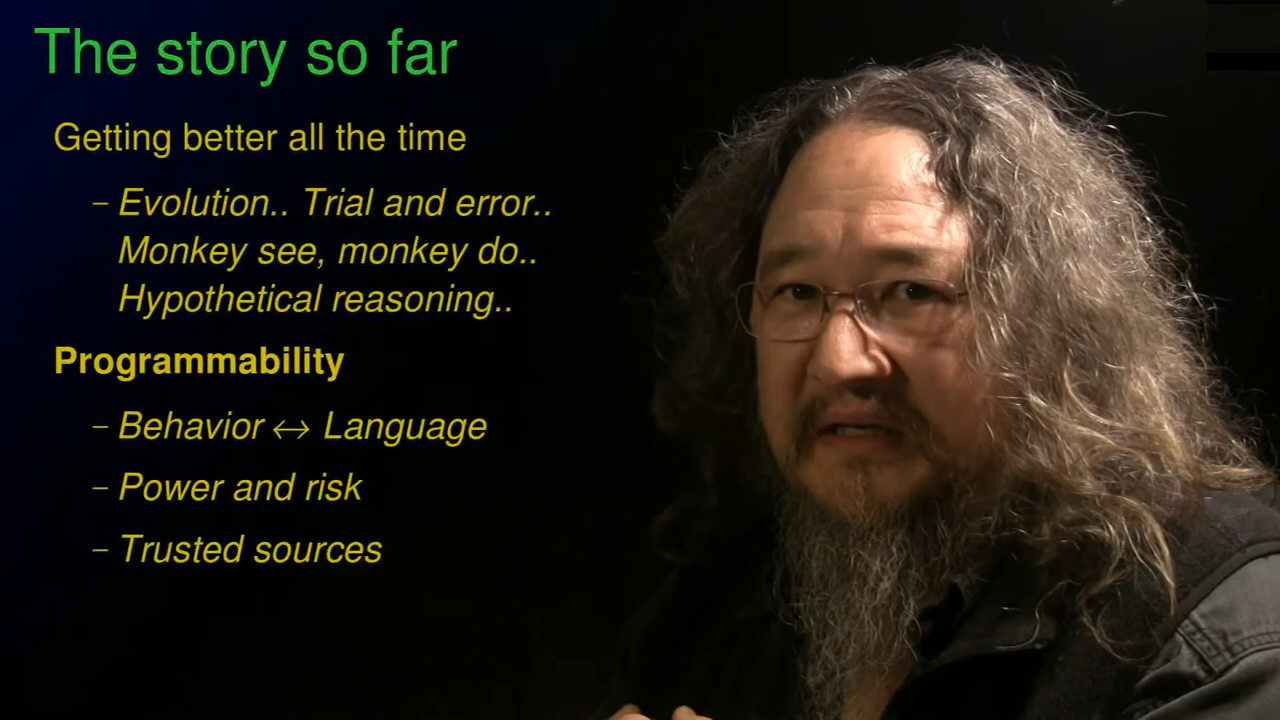 The story so far
Getting better all the time
– Evolution.. Trial and error..
Monkey see, monkey do..
Hypothetical reasoning..
Programmability
– Behavior ↔ Language
– Power and risk
– Trusted sources